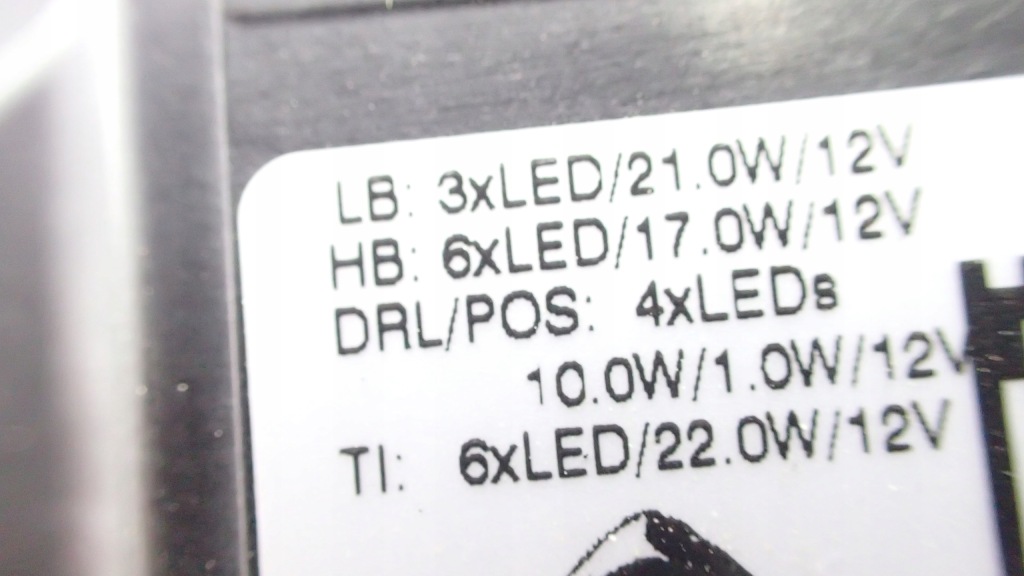 LB: 3xLED/21.0W/12V
HB: 6xLED/17.0W/12V
DRL/POS: 4xLEDs
10.0W/1.0W/12V
TI: 6xLED/22.0W/12V